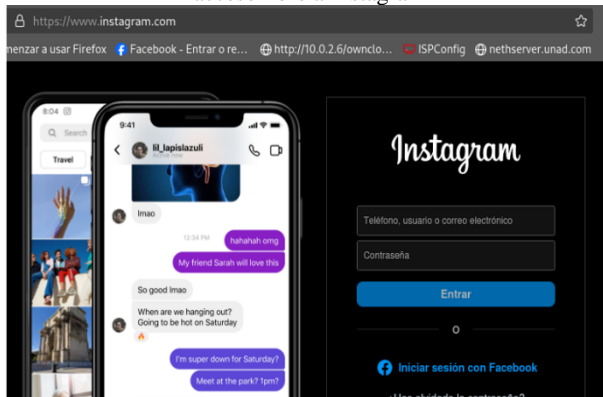 https://www.instagram.com
menzar a usar Firefox Facebook - Entrar o re... http://10.0.2.6/ownclo... ISPConfig nethserver.unad.com
8:04
Search
Travel
9:41
lil_lapislazuli
Active now
lmao
12:34 PM
hahahah omg
My friend Sarah will love this
So good lmao
When are we hanging out?
Going to be hot on Saturday
I'm super down for Saturday?
Meet at the park? 1pm?
Instagram
Teléfono, usuario o correo electrónico
Contraseña
Entrar
O
Iniciar sesión con Facebook